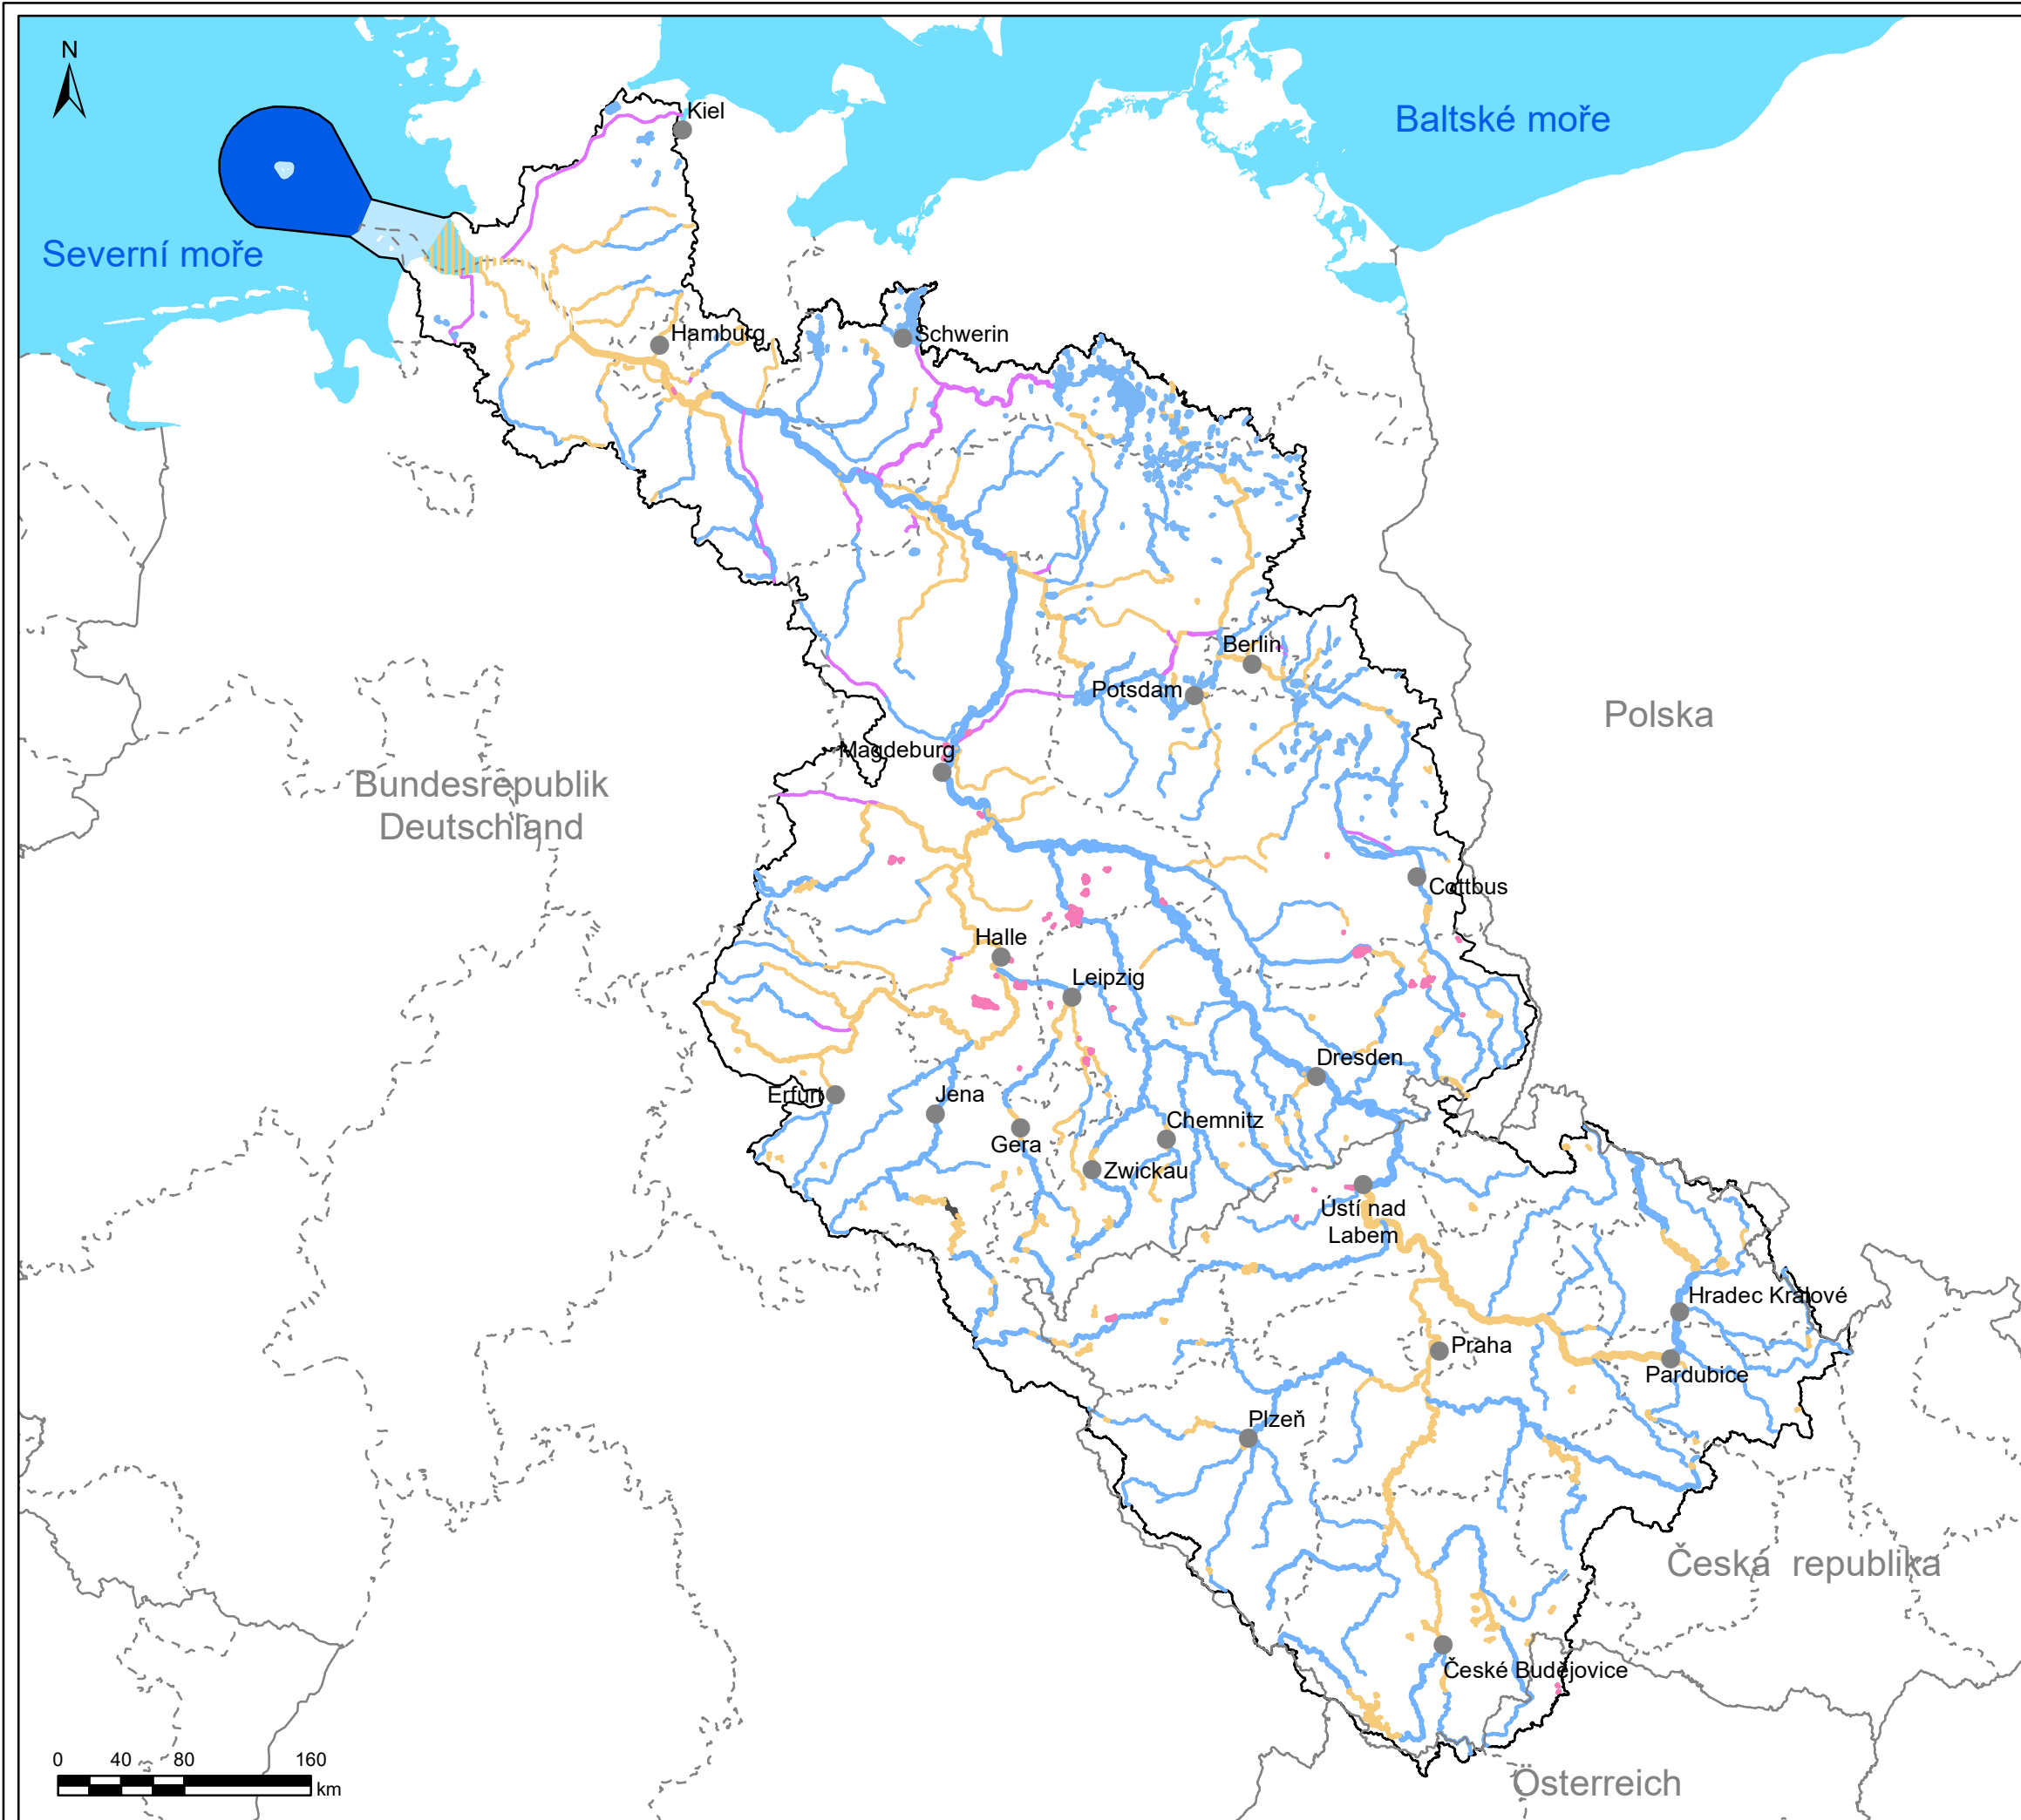 N
Kiel
Baltské moře
Severní moře
Hamburg
Schwerin
Berlin
Potsdam
Polska
Magdeburg
Bundesrepublik
Deutschland
Cottbus
Halle
Leipzig
Dresden
Erfurt
Jena
Chemnitz
Gera
Zwickau
Ústí nad
Labem
Hradec Králové
Praha
Pardubice
Plzeň
Česká republika
České Budějovice
0 40 80 160
km
Österreich